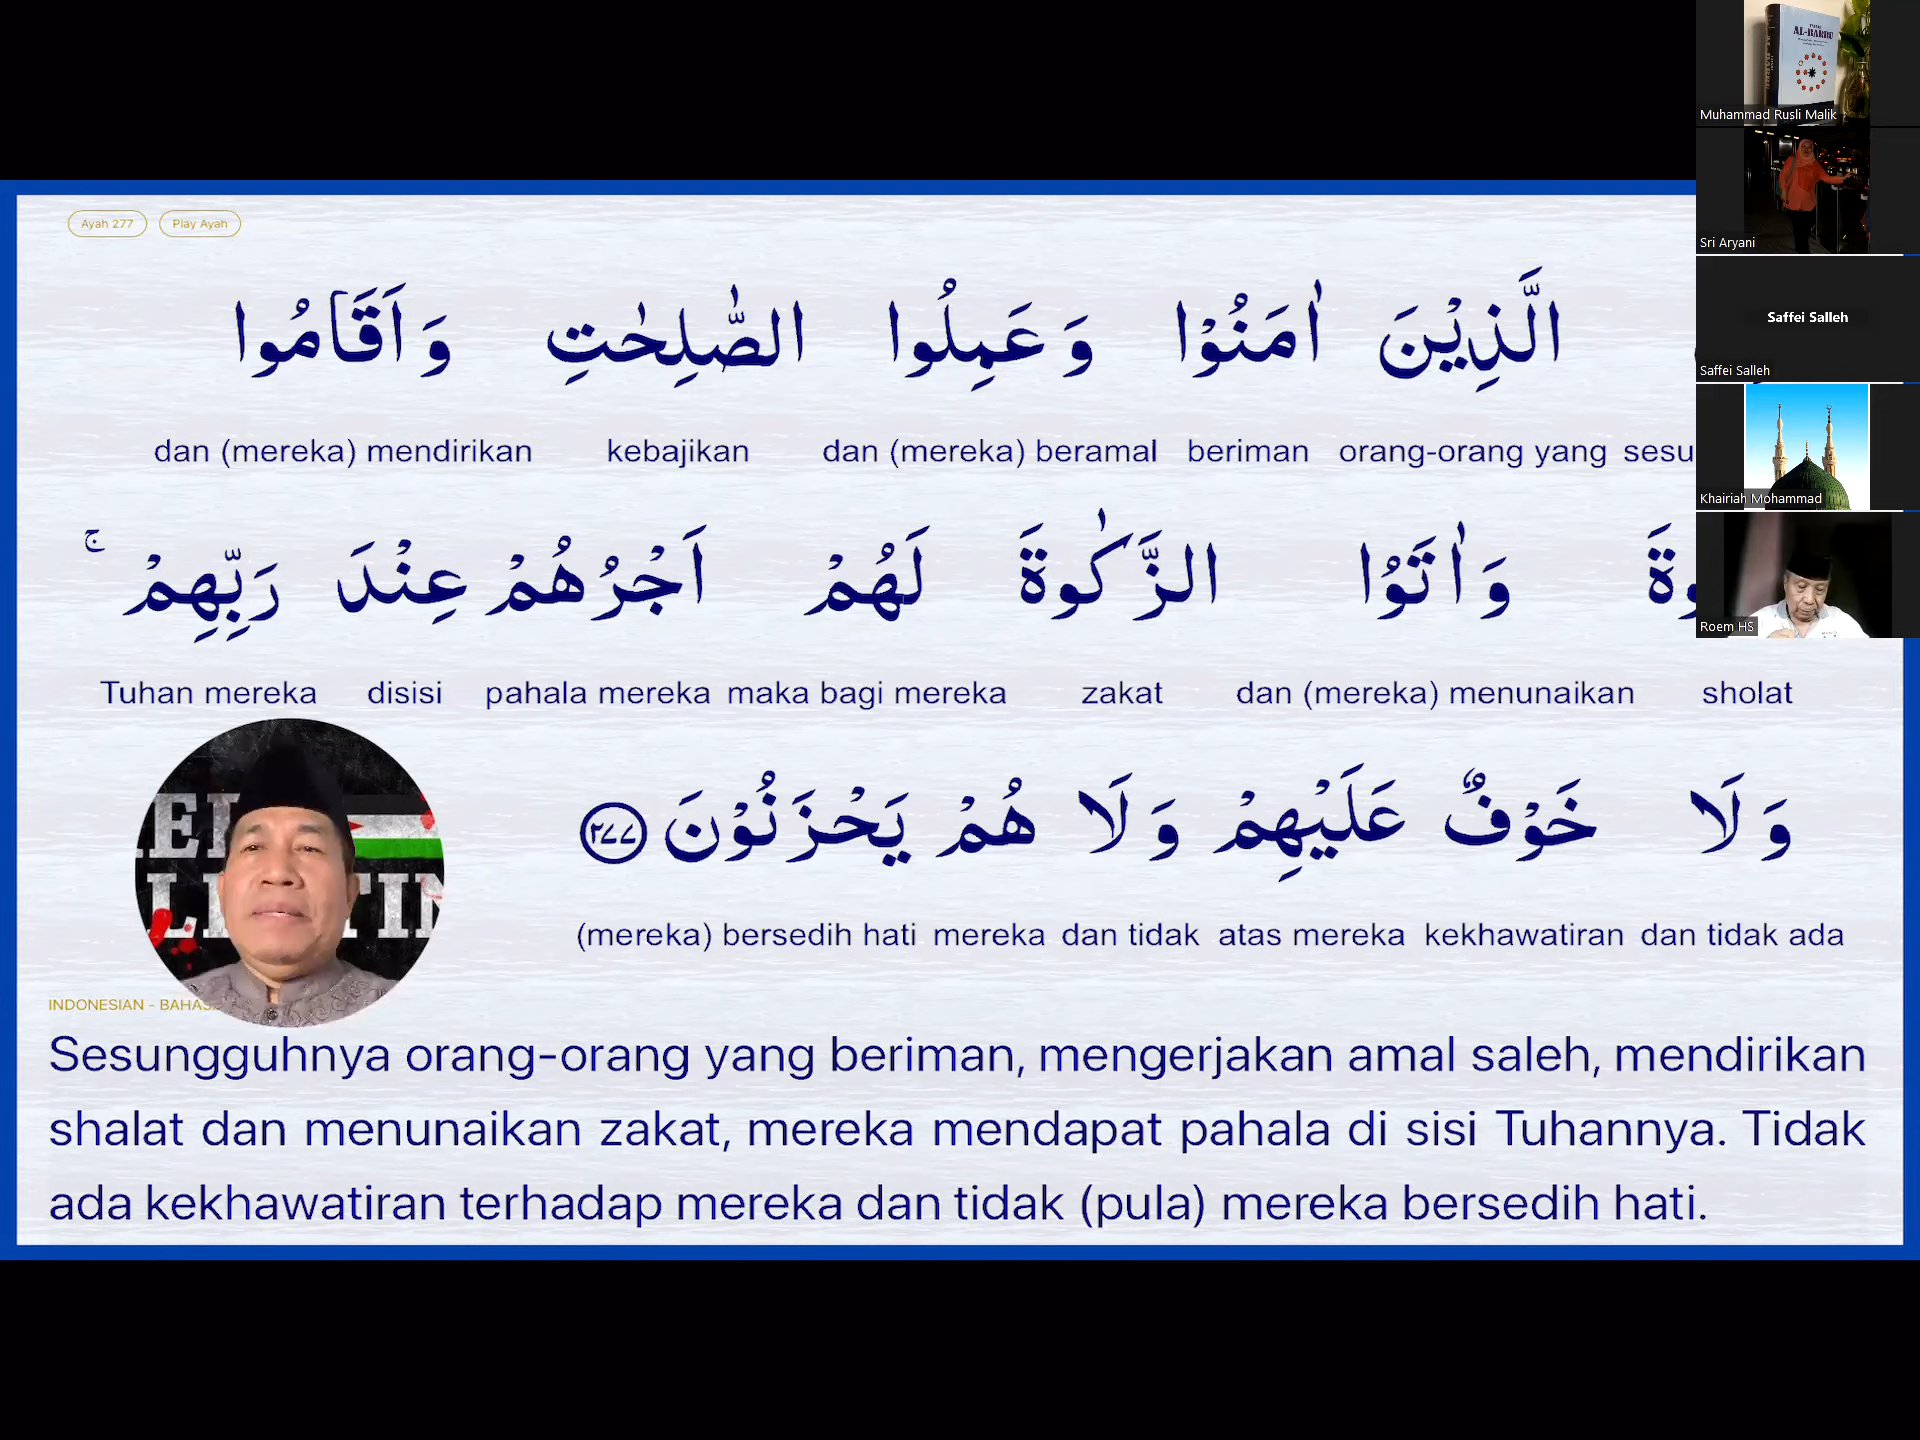 Ayah 277 Play Ayah
الَّذِيْنَ اٰمَنُوْا وَعَمِلُوا الصّٰلِحٰتِ وَاَقَامُوا
dan (mereka) mendirikan kebajikan dan (mereka) beramal beriman orang-orang yang sesu
وَاٰتَوُا الزَّكٰوةَ لَهُمْ اَجْرُهُمْ عِنْدَ رَبِّهِمْ ۚ
Tuhan mereka disisi pahala mereka maka bagi mereka zakat dan (mereka) menunaikan sholat
وَلَا خَوْفٌ عَلَيْهِمْ وَلَا هُمْ يَحْزَنُوْنَ ٢٧٧
(mereka) bersedih hati mereka dan tidak atas mereka kekhawatiran dan tidak ada
INDONESIAN - BAHAS
Sesungguhnya orang-orang yang beriman, mengerjakan amal saleh, mendirikan
shalat dan menunaikan zakat, mereka mendapat pahala di sisi Tuhannya. Tidak
ada kekhawatiran terhadap mereka dan tidak (pula) mereka bersedih hati.
AL-BARRU
Muhammad Rusli Malik
Sri Aryani
Saffei Salleh
Saffei Salleh
Khairiah Mohammad
Roem HS